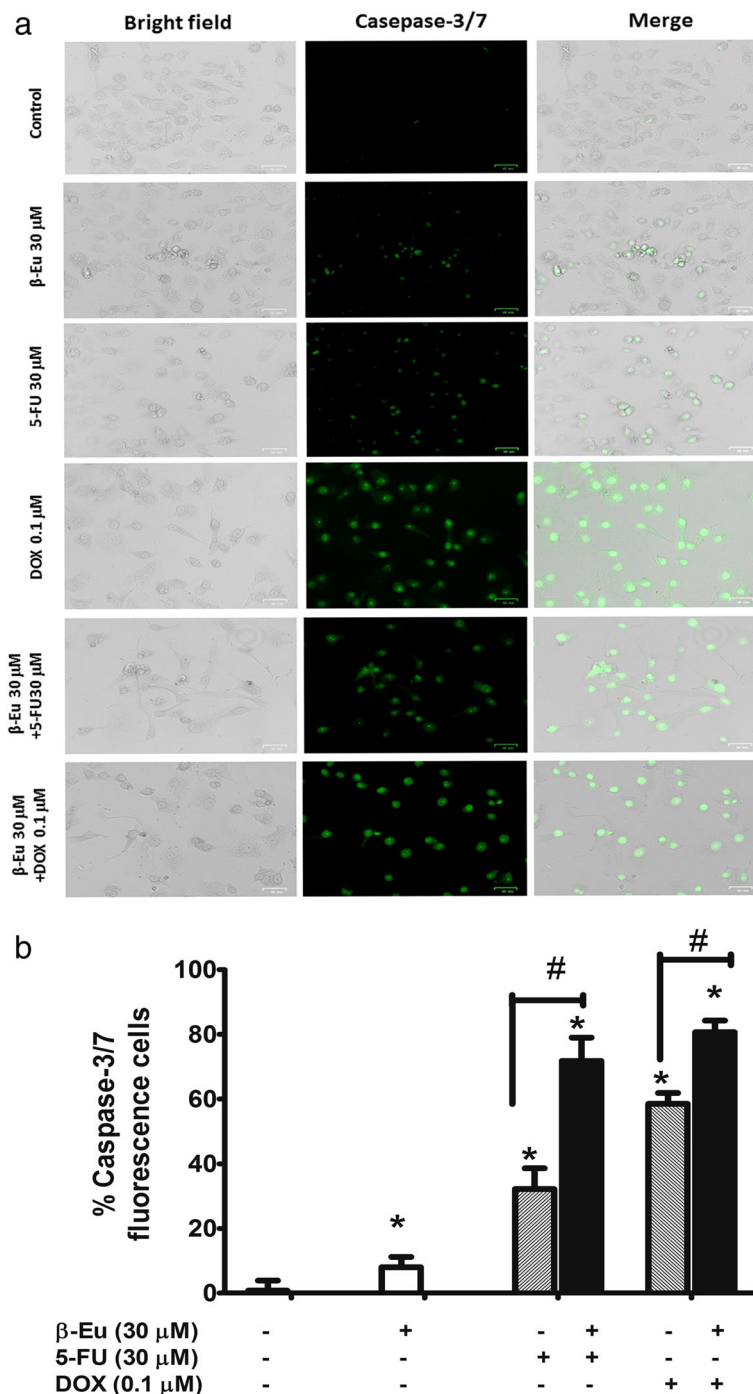 a
Bright field Casepase-3/7 Merge
Control
β-Eu 30 µM
5-FU 30 µM
DOX 0.1 µM
β-Eu 30 µM
+5-FU30 µM
β-Eu 30 µM
+DOX 0.1 µM
b
% Caspase-3/7
fluorescence cells
100
80
60
40
20
0
#
#
*
*
*
*
*
β-Eu (30 µM) - + - + - +
5-FU (30 µM) - - + + - -
DOX (0.1 µM) - - - - + +